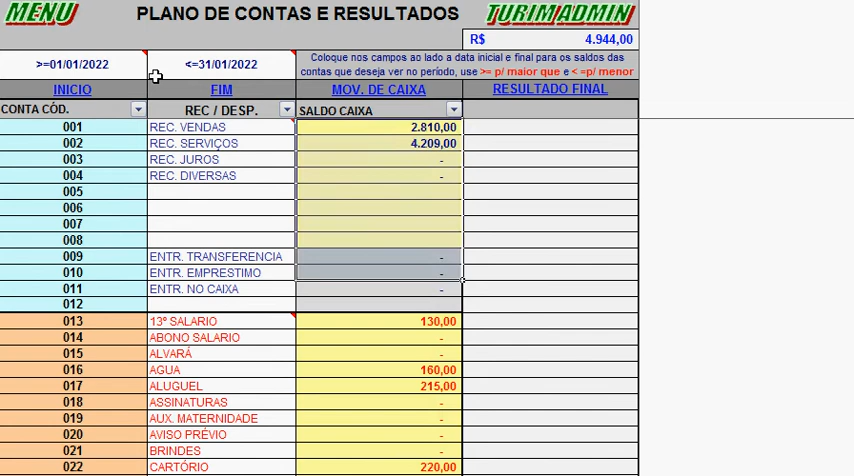 MENU PLANO DE CONTAS E RESULTADOS TURIM/ADMIN
R$ 4.944,00
>=01/01/2022 <=31/01/2022 Coloque nos campos ao lado a data inicial e final para os saldos das
contas que deseja ver no período, use >= p/ maior que e < =p/ menor
INICIO FIM MOV. DE CAIXA RESULTADO FINAL
CONTA CÓD. REC / DESP. SALDO CAIXA
001 REC. VENDAS 2.810,00
002 REC. SERVIÇOS 4.209,00
003 REC. JUROS -
004 REC. DIVERSAS -
005
006
007
008
009 ENTR. TRANSFERENCIA -
010 ENTR. EMPRESTIMO -
011 ENTR. NO CAIXA -
012
013 13º SALARIO 130,00
014 ABONO SALARIO -
015 ALVARÁ -
016 AGUA 160,00
017 ALUGUEL 215,00
018 ASSINATURAS -
019 AUX. MATERNIDADE -
020 AVISO PRÉVIO -
021 BRINDES -
022 CARTÓRIO 220,00